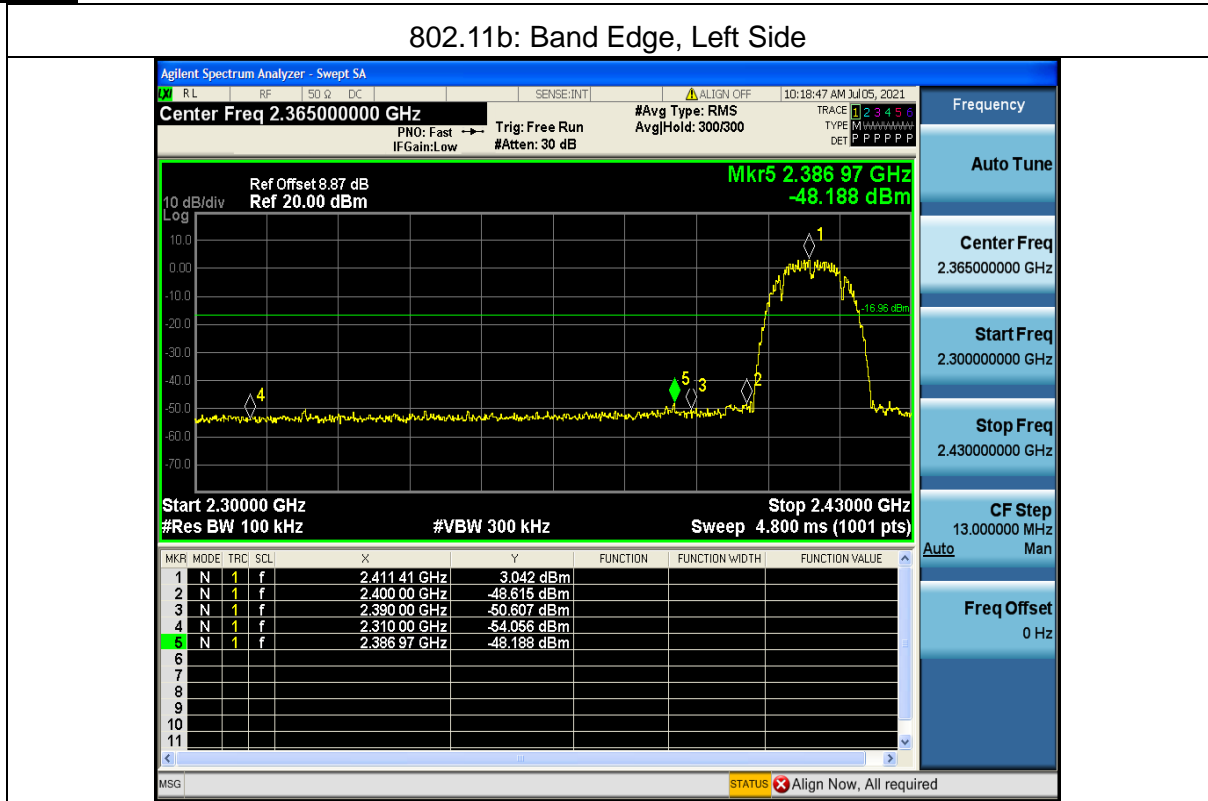 802.11b: Band Edge, Left Side
Agilent Spectrum Analyzer - Swept SA
LXI RL RF 50 Ω DC SENSE:INT ALIGN OFF 10:18:47 AM Jul 05, 2021
Center Freq 2.365000000 GHz
PNO: Fast
IFGain:Low
Trig: Free Run
#Atten: 30 dB
#Avg Type: RMS
Avg|Hold: 300/300
TRACE 1 2 3 4 5 6
TYPE M
DET P P P P P P
Mkr5 2.386 97 GHz
-48.188 dBm
Ref Offset 8.87 dB
10 dB/div Ref 20.00 dBm
Log
10.0
0.00
-10.0
-20.0
-30.0
-40.0
-50.0
-60.0
-70.0
1
-16.96 dBm
5 3 2
4
Start 2.30000 GHz Stop 2.43000 GHz
#Res BW 100 kHz #VBW 300 kHz Sweep 4.800 ms (1001 pts)
MKR MODE TRC SCL X Y FUNCTION FUNCTION WIDTH FUNCTION VALUE
1 N 1 f 2.411 41 GHz 3.042 dBm
2 N 1 f 2.400 00 GHz -48.615 dBm
3 N 1 f 2.390 00 GHz -50.607 dBm
4 N 1 f 2.310 00 GHz -54.056 dBm
5 N 1 f 2.386 97 GHz -48.188 dBm
6
7
8
9
10
11
MSG STATUS Align Now, All required
Frequency
Auto Tune
Center Freq
2.365000000 GHz
Start Freq
2.300000000 GHz
Stop Freq
2.430000000 GHz
CF Step
13.000000 MHz
Auto Man
Freq Offset
0 Hz